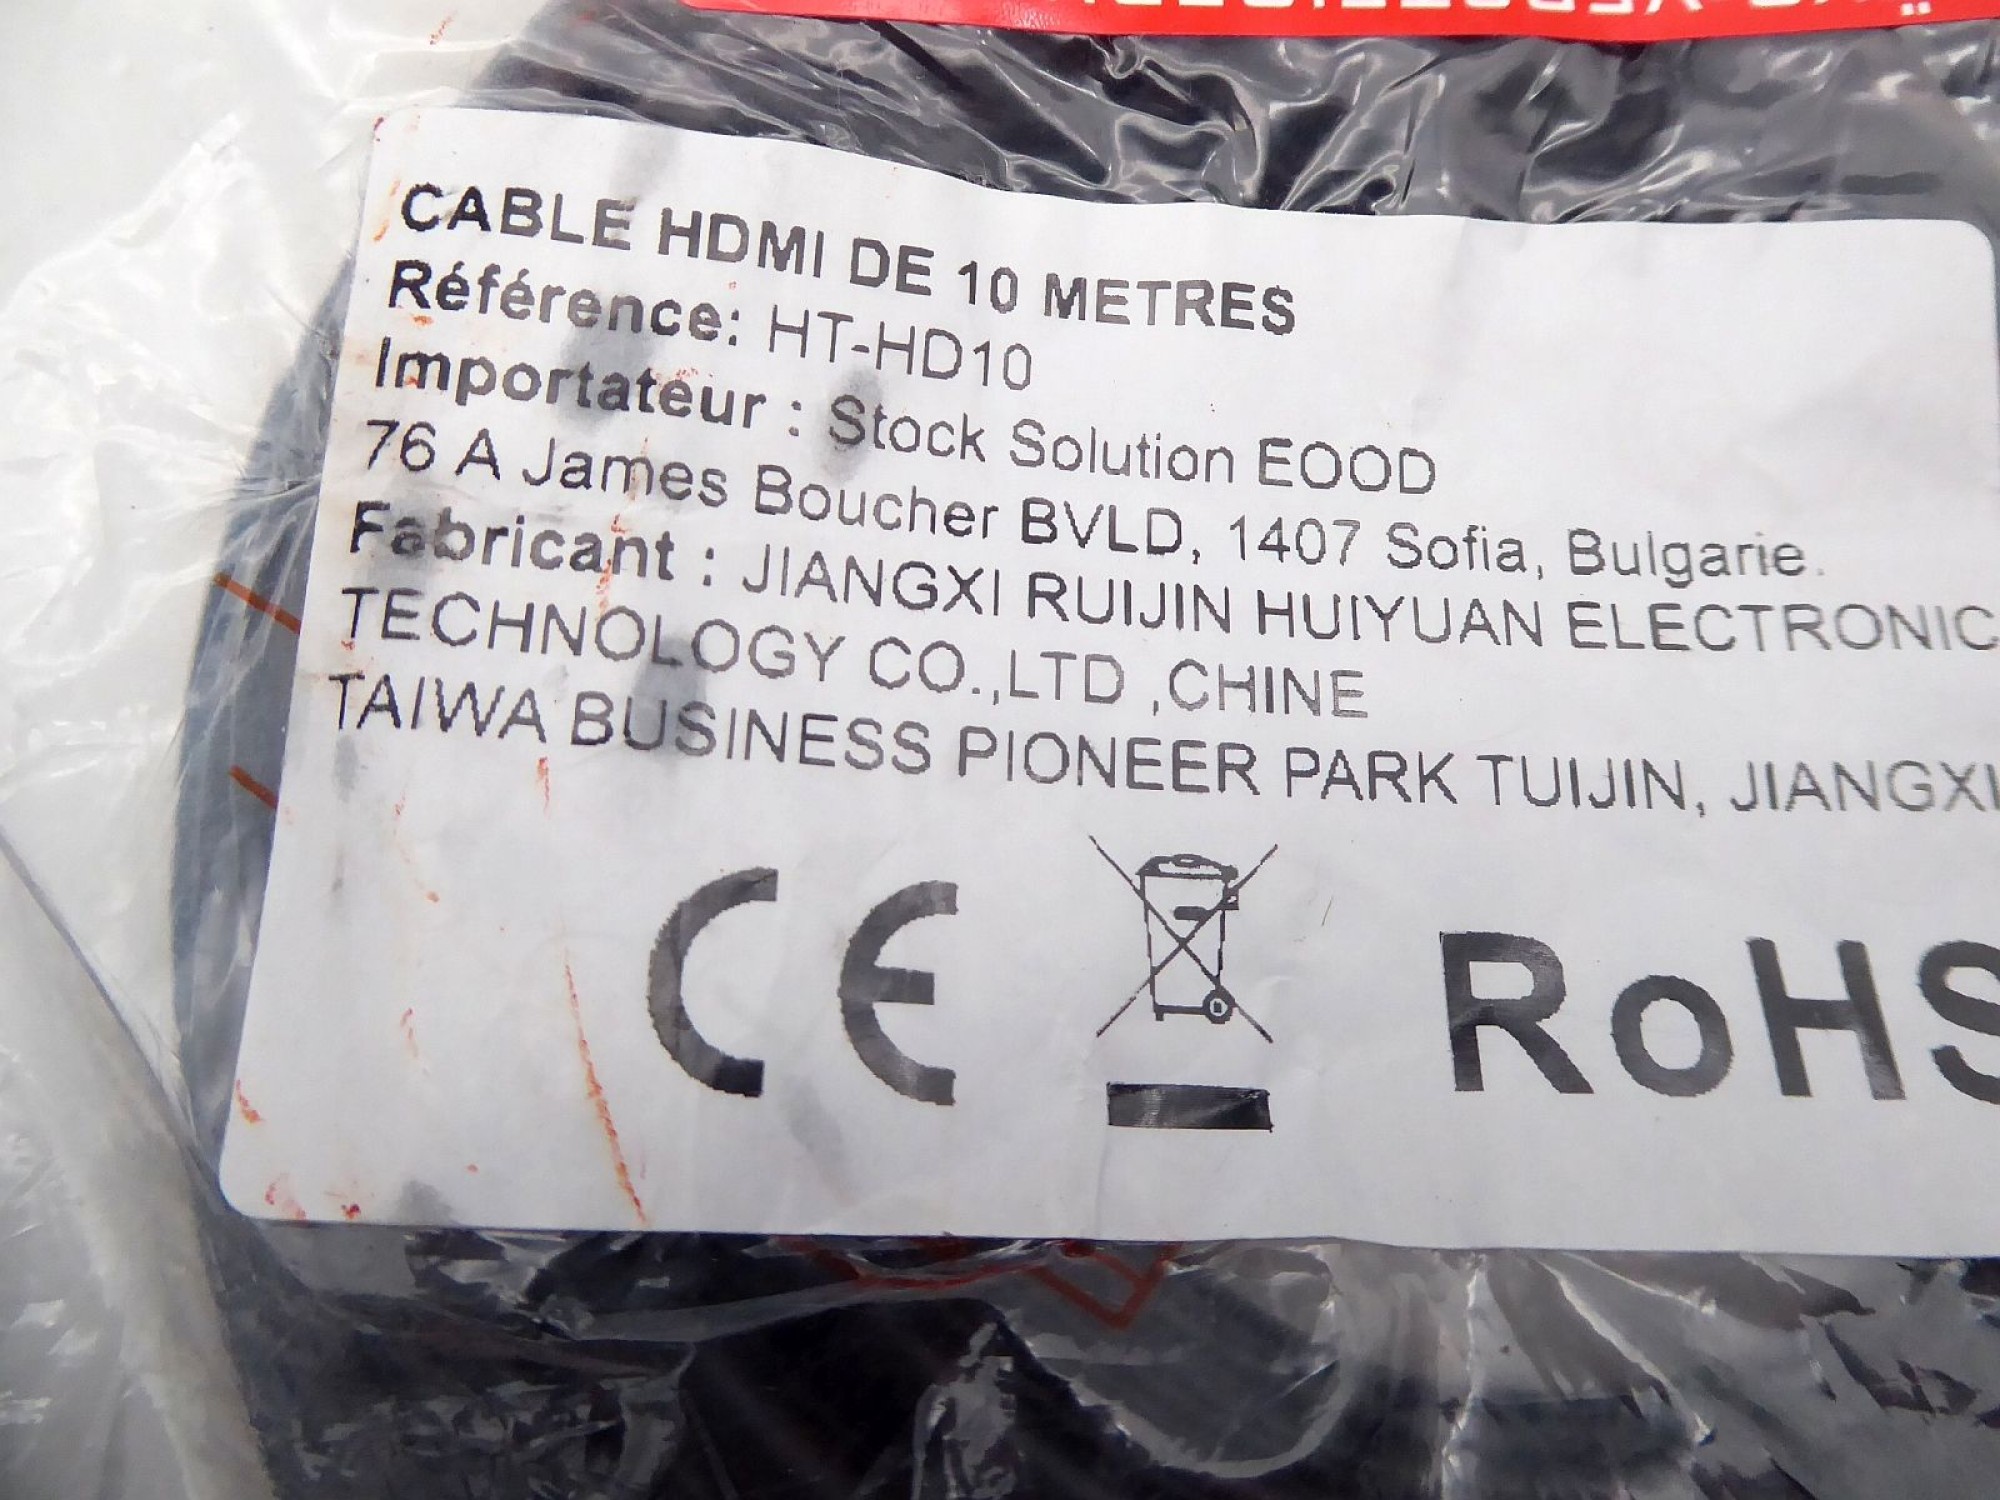 CABLE HDMI DE 10 METRES
Référence: HT-HD10
Importateur : Stock Solution EOOD
76 A James Boucher BVLD, 1407 Sofia, Bulgarie.
Fabricant : JIANGXI RUIJIN HUIYUAN ELECTRONIC
TECHNOLOGY CO.,LTD ,CHINE
TAIWA BUSINESS PIONEER PARK TUIJIN, JIANGXI
CE RoHS